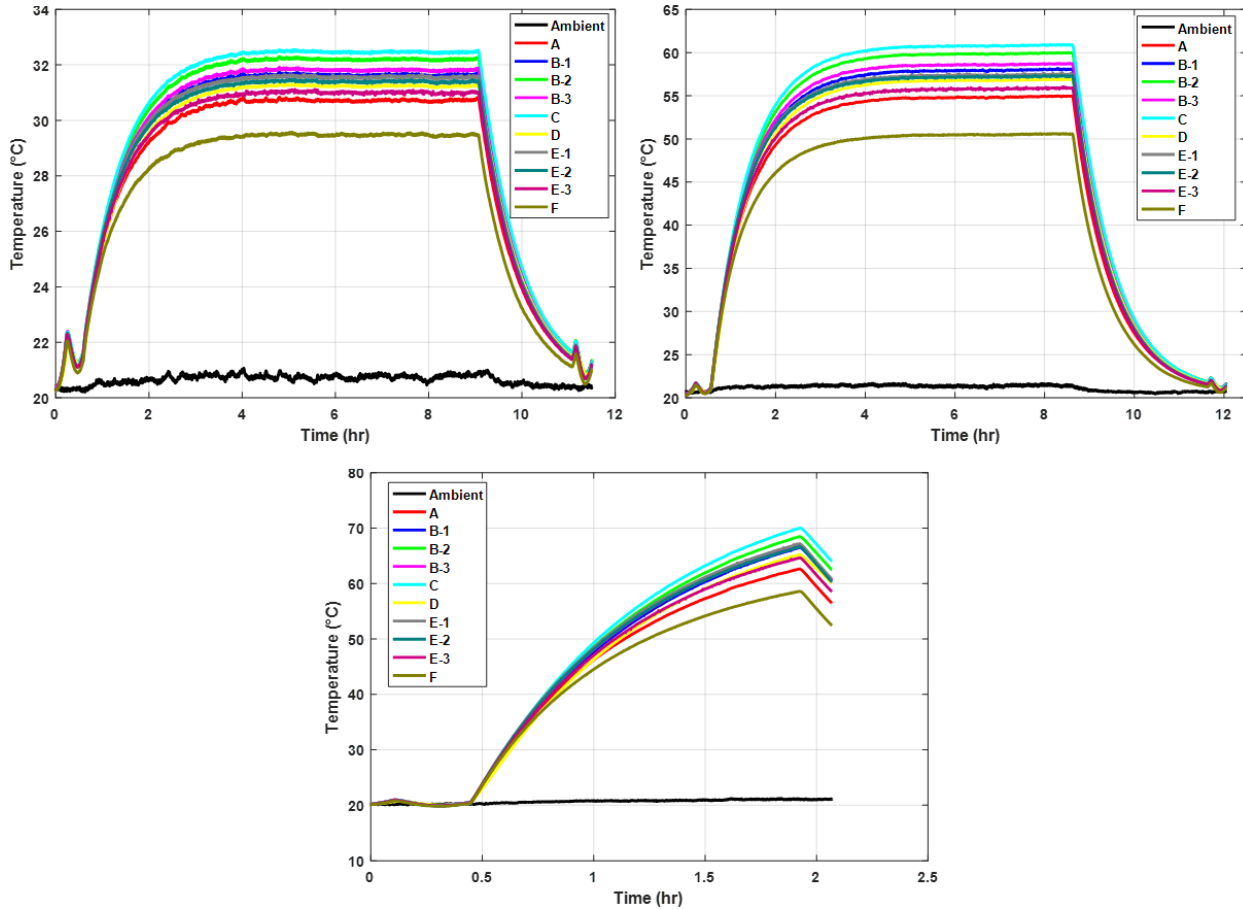 34
32
30
28
26
24
22
20
0
2
4
6
8
10
12
Temperature (°C)
Time (hr)
Ambient
A
B-1
B-2
B-3
C
D
E-1
E-2
E-3
F
65
60
55
50
45
40
35
30
25
20
0
2
4
6
8
10
12
Temperature (°C)
Time (hr)
Ambient
A
B-1
B-2
B-3
C
D
E-1
E-2
E-3
F
80
70
60
50
40
30
20
10
0
0.5
1
1.5
2
2.5
Temperature (°C)
Time (hr)
Ambient
A
B-1
B-2
B-3
C
D
E-1
E-2
E-3
F